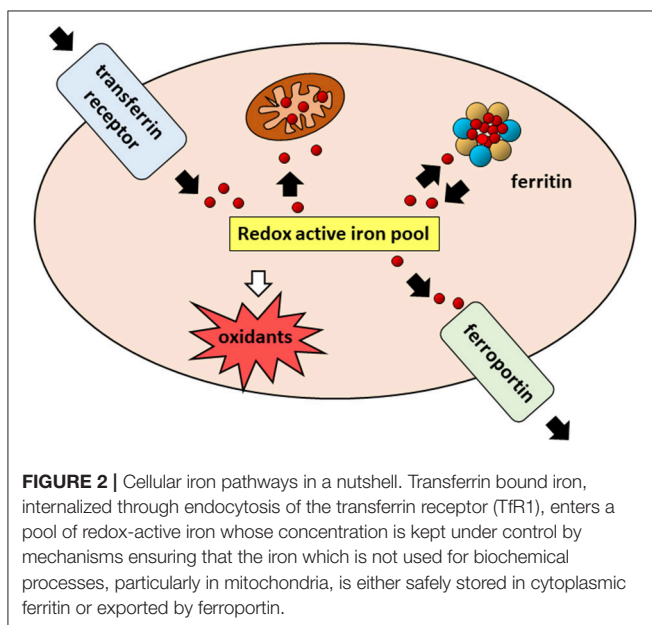 transferrin
receptor
ferritin
Redox active iron pool
oxidants
ferroportin
FIGURE 2 | Cellular iron pathways in a nutshell. Transferrin bound iron,
internalized through endocytosis of the transferrin receptor (TfR1), enters a
pool of redox-active iron whose concentration is kept under control by
mechanisms ensuring that the iron which is not used for biochemical
processes, particularly in mitochondria, is either safely stored in cytoplasmic
ferritin or exported by ferroportin.